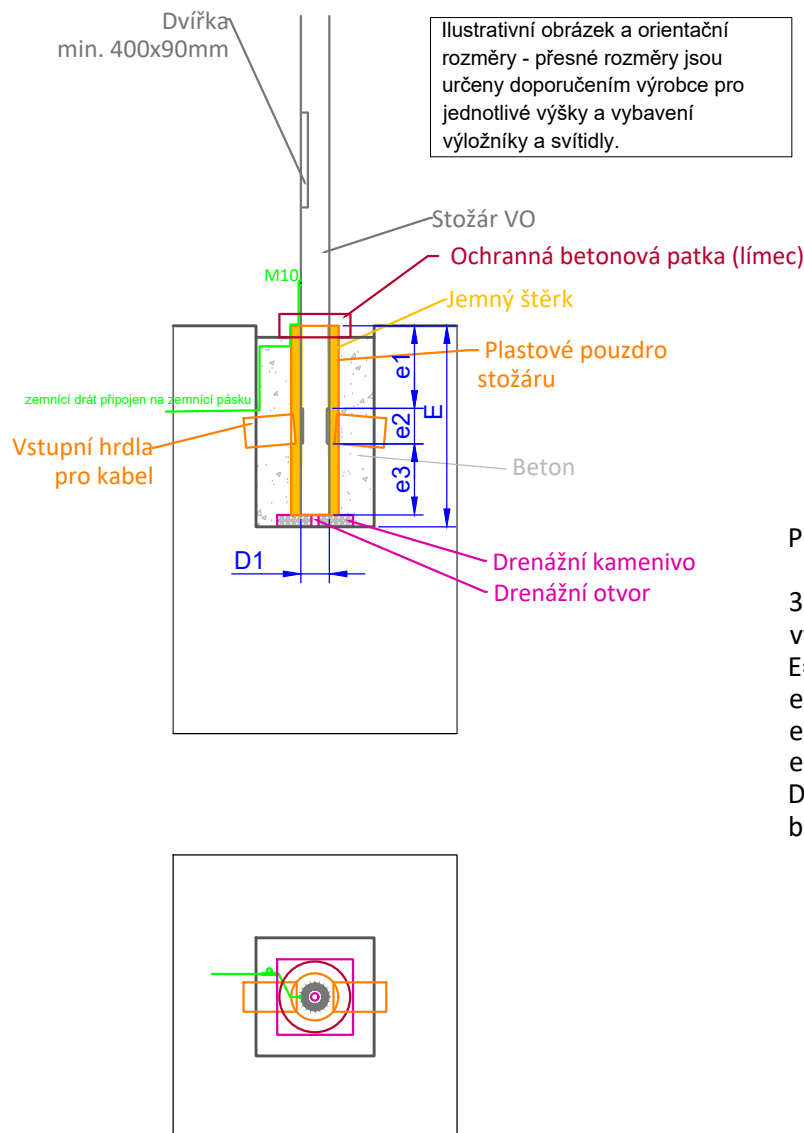 Dvířka
min. 400x90mm
Ilustrativní obrázek a orientační
rozměry - přesné rozměry jsou
určeny doporučením výrobce pro
jednotlivé výšky a vybavení
výložníky a svítidly.
Stožár VO
Ochranná betonová patka (límec)
M10
Jemný štěrk
Plastové pouzdro
stožáru
e1
zemnící drát připojen na zemnící pásku
E
e2
Vstupní hrdla
pro kabel
Beton
e3
D1
Drenážní kamenivo
Drenážní otvor
P
3
v
E=
e
e
e
D
b